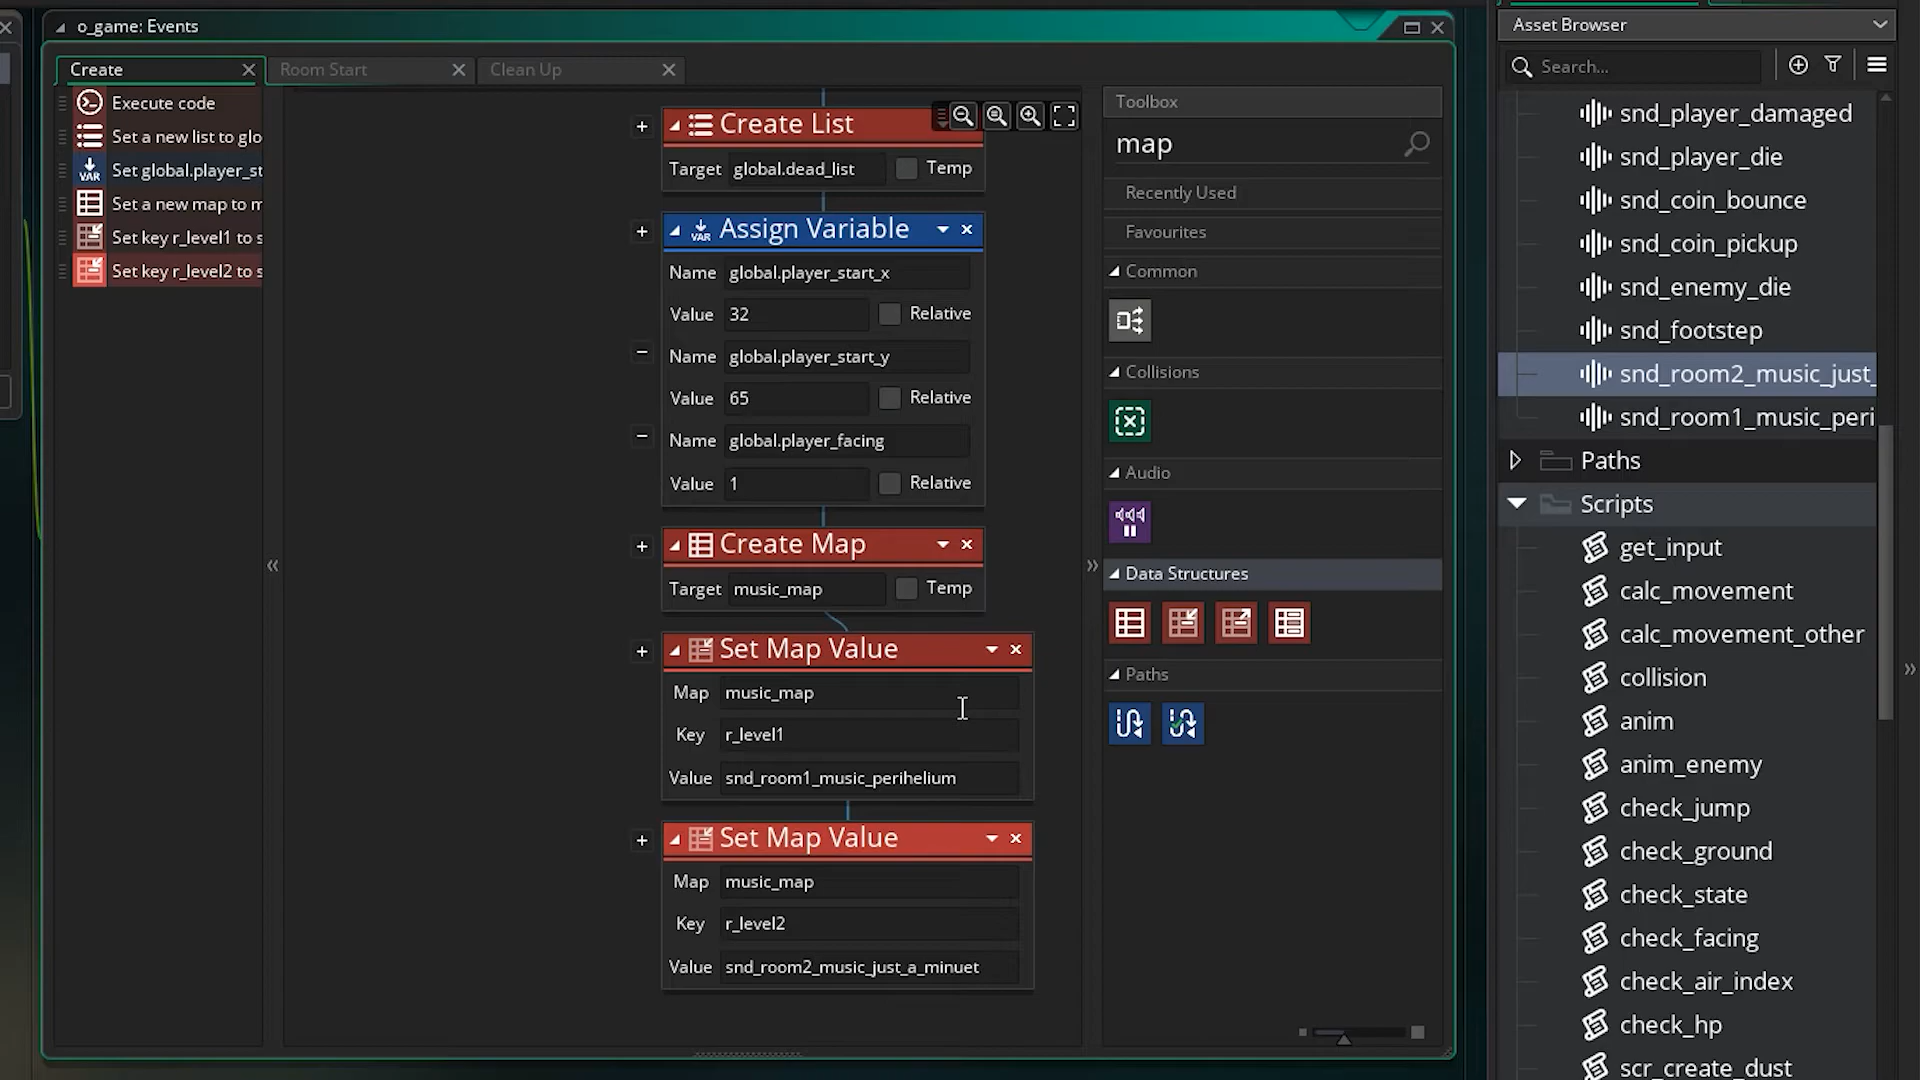 o_game: Events
Create
Room Start
Clean Up
Execute code
Set a new list to glo
Set global.player_st
Set a new map to m
Set key r_level1 to s
Set key r_level2 to s
Create List
Target global.dead_list Temp
Assign Variable
Name global.player_start_x
Value 32 Relative
Name global.player_start_y
Value 65 Relative
Name global.player_facing
Value 1 Relative
Create Map
Target music_map Temp
Set Map Value
Map music_map
Key r_level1
Value snd_room1_music_perihelium
Set Map Value
Map music_map
Key r_level2
Value snd_room2_music_just_a_minuet
Toolbox
map
Recently Used
Favourites
Common
Collisions
Audio
Data Structures
Paths
Asset Browser
Search...
snd_player_damaged
snd_player_die
snd_coin_bounce
snd_coin_pickup
snd_enemy_die
snd_footstep
snd_room2_music_just_
snd_room1_music_peri
Paths
Scripts
get_input
calc_movement
calc_movement_other
collision
anim
anim_enemy
check_jump
check_ground
check_state
check_facing
check_air_index
check_hp
scr_create_dust